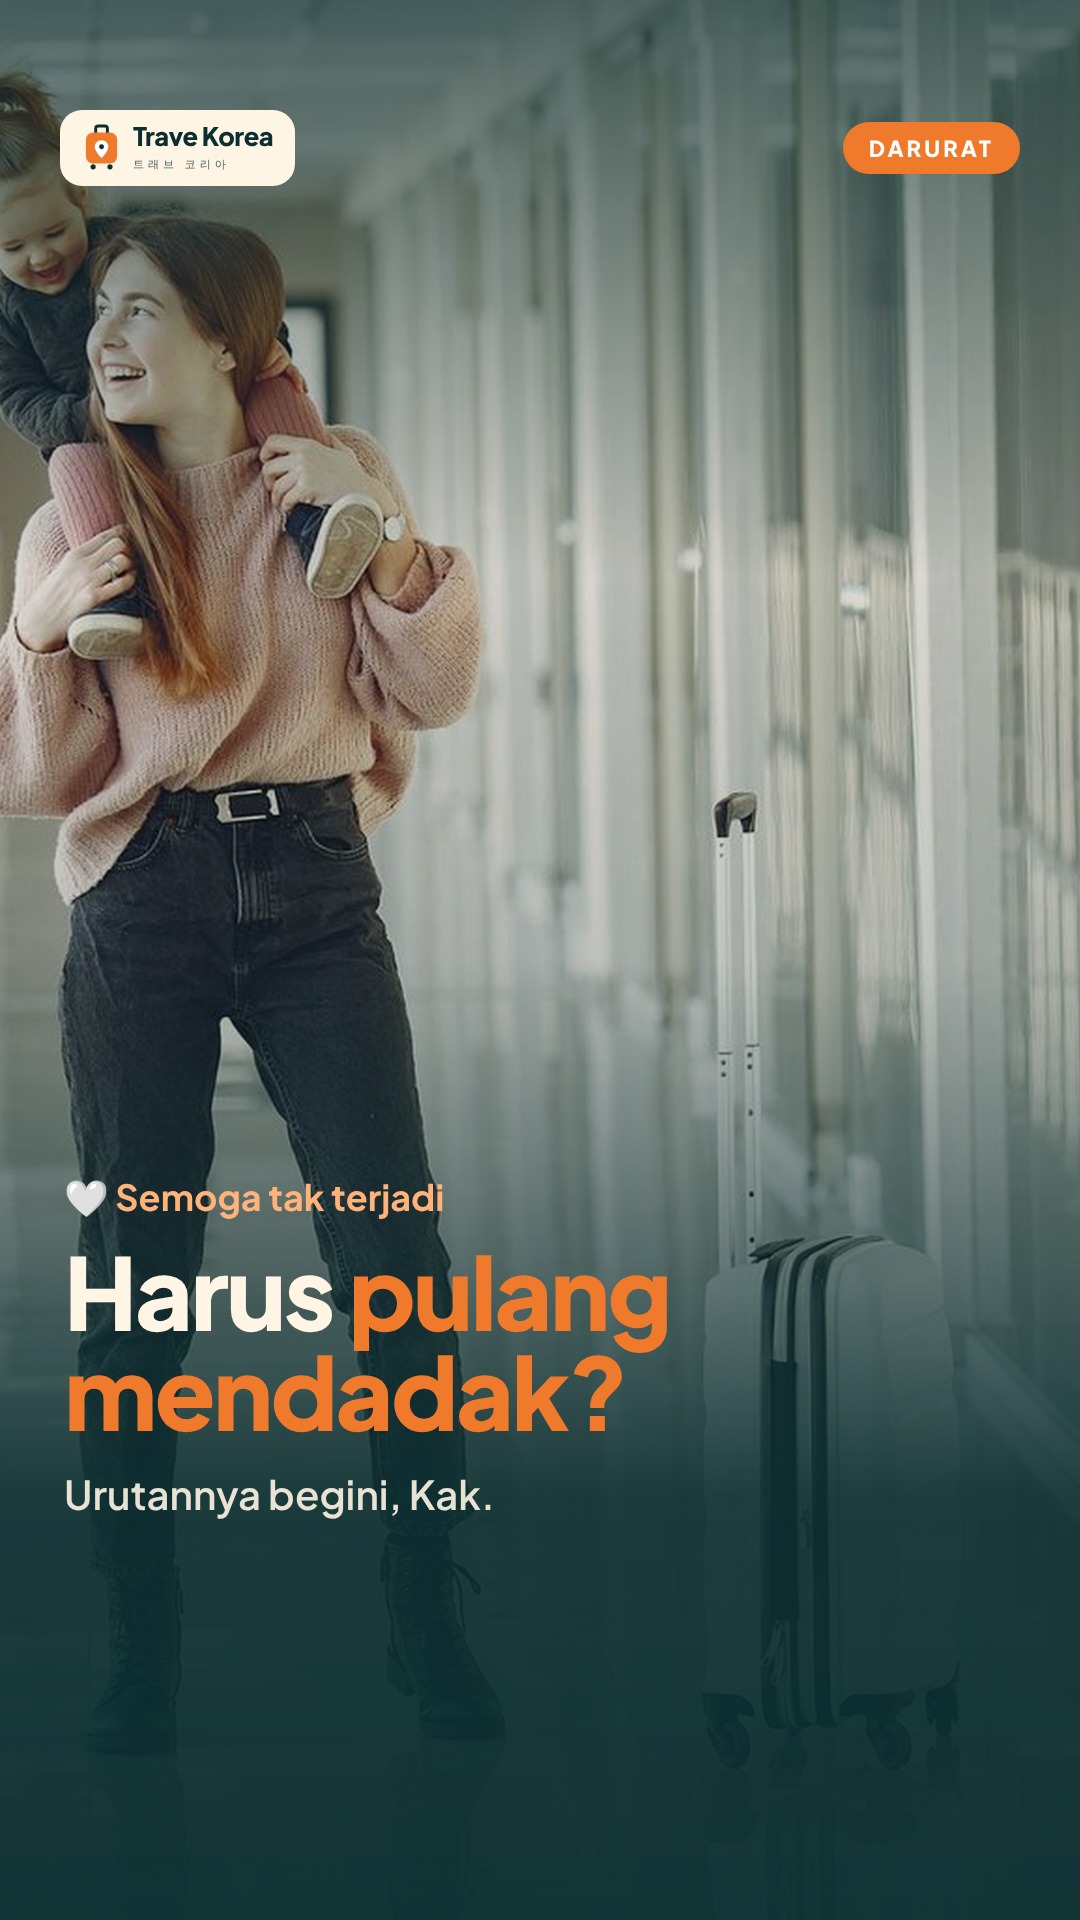 Trave Korea
트래브 코리아
DARURAT
🤍 Semoga tak terjadi
Harus pulang
mendadak?
Urutannya begini, Kak.